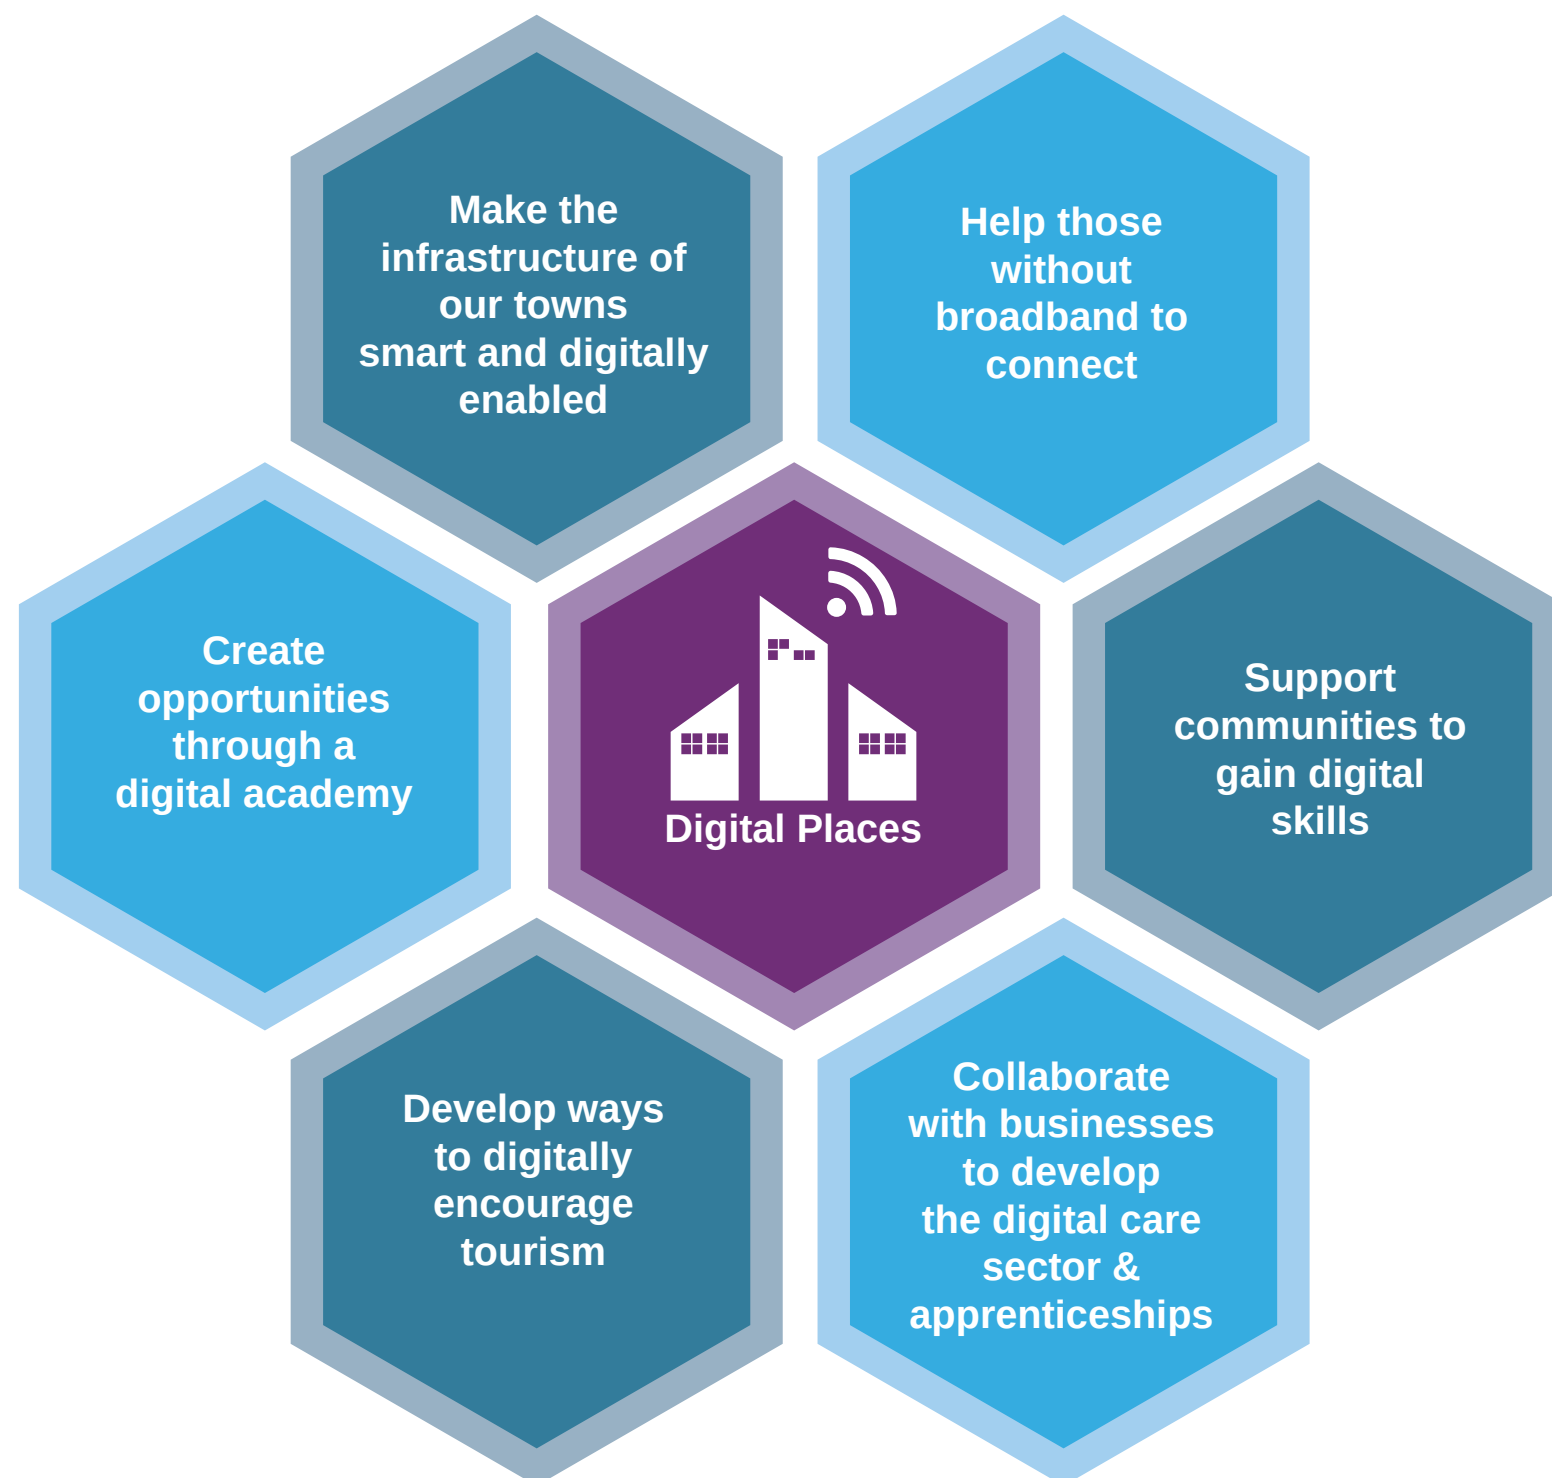 Make the
infrastructure of
our towns
smart and digitally
enabled
Help those
without
broadband to
connect
Create
opportunities
through a
digital academy
Digital Places
Support
communities to
gain digital
skills
Develop ways
to digitally
encourage
tourism
Collaborate
with businesses
to develop
the digital care
sector &
apprenticeships